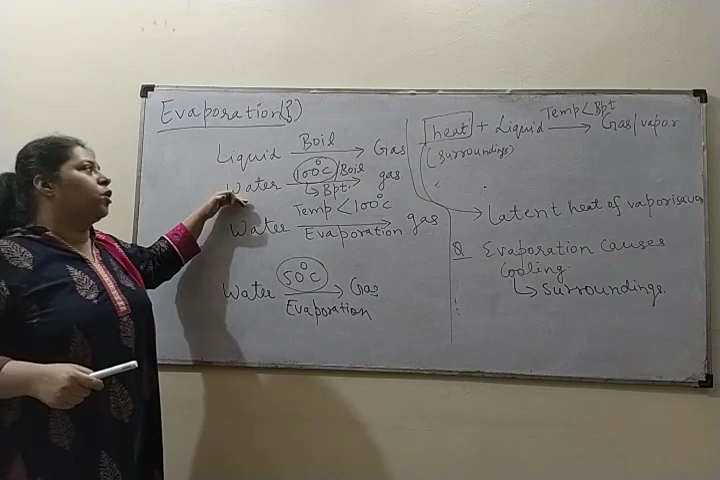 Evaporation(})
Liquid Boil → Gas
Water 100°C/Boil → gas
↳ Bpt.
Water Temp < 100°C → gas
Evaporation
Water 50°C → Gas
Evaporation
heat + Liquid Temp < Bpt → Gas/vapor
(surroundings)
→ Latent heat of vaporisation
Q Evaporation causes
cooling.
↳ Surroundings